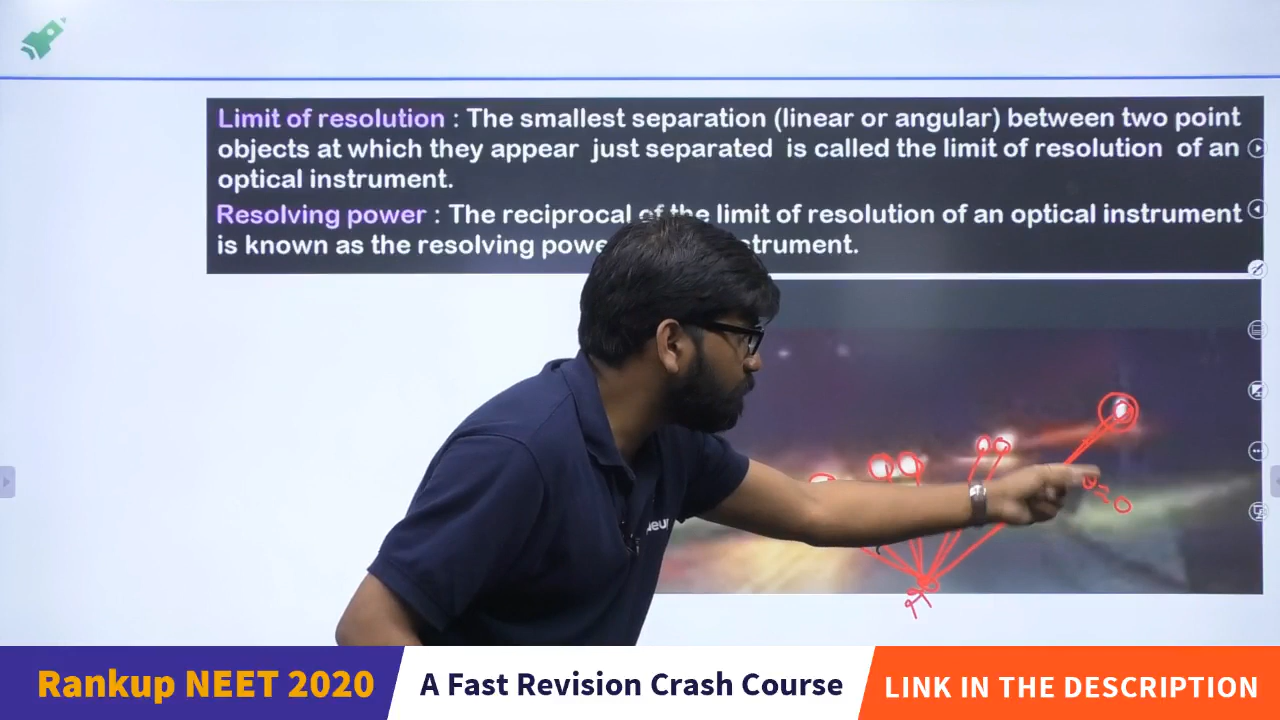 Limit of resolution : The smallest separation (linear or angular) between two point
objects at which they appear just separated is called the limit of resolution of an
optical instrument.
Resolving power : The reciprocal of the limit of resolution of an optical instrument
is known as the resolving powe strument.
eur
Rankup NEET 2020
A Fast Revision Crash Course
LINK IN THE DESCRIPTION